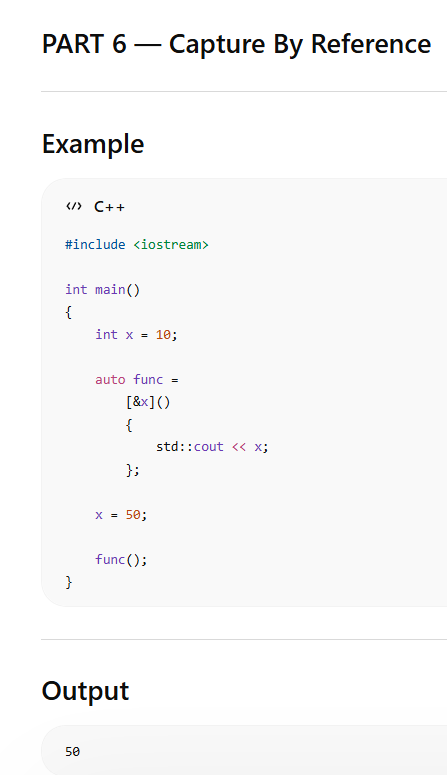 PART 6 — Capture By Reference
Example
</> C++
#include <iostream>
int main()
{
    int x = 10;
    auto func =
        [&x]()
        {
            std::cout << x;
        };
    x = 50;
    func();
}
Output
50